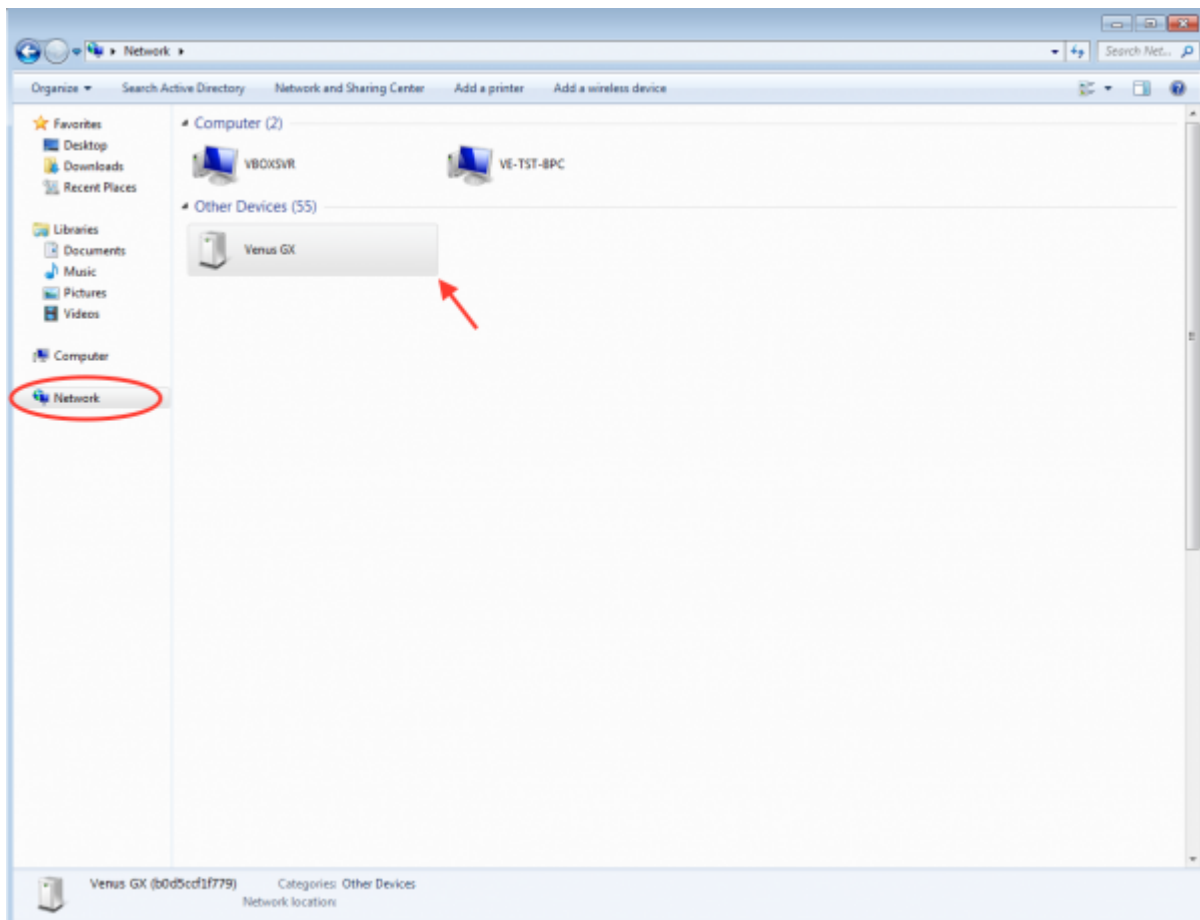 Network
Search Net...
Organize Search Active Directory Network and Sharing Center Add a printer Add a wireless device
Favorites
Desktop
Downloads
Recent Places
Libraries
Documents
Music
Pictures
Videos
Computer
Network
Computer (2)
VBOXSVR VE-TST-8PC
Other Devices (55)
Venus GX
Venus GX (b0d5ccf1f779) Categories: Other Devices
Network location: